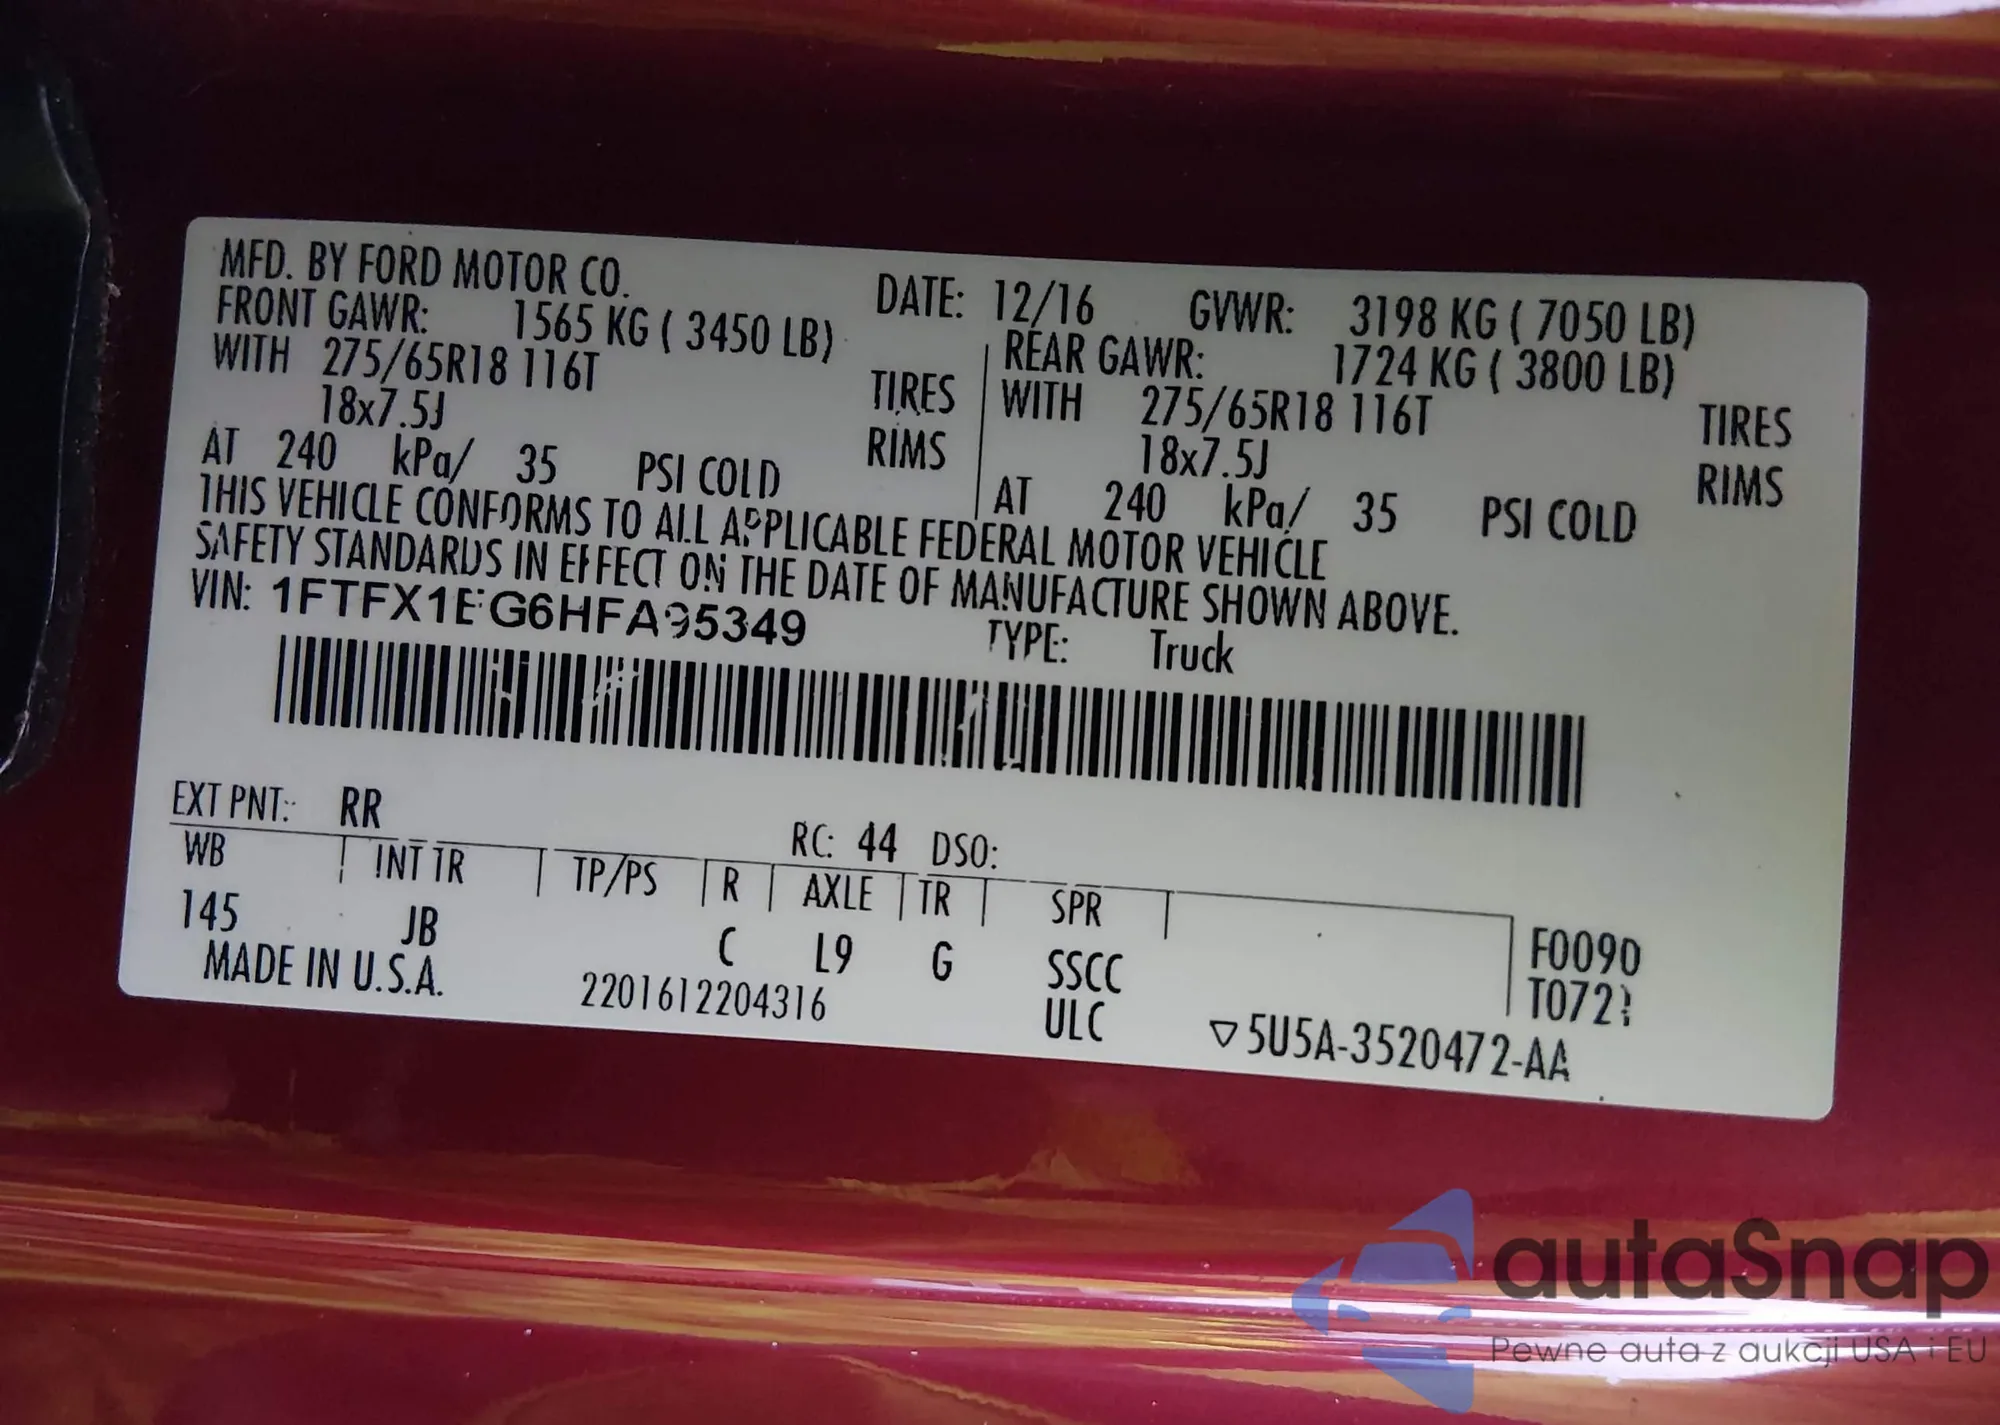 MFD. BY FORD MOTOR CO.
DATE: 12/16 GVWR: 3198 KG ( 7050 LB)
FRONT GAWR: 1565 KG ( 3450 LB)
WITH 275/65R18 116T TIRES
18x7.5J RIMS
AT 240 kPa/ 35 PSI COLD
REAR GAWR: 1724 KG ( 3800 LB)
WITH 275/65R18 116T TIRES
18x7.5J RIMS
AT 240 kPa/ 35 PSI COLD
THIS VEHICLE CONFORMS TO ALL APPLICABLE FEDERAL MOTOR VEHICLE
SAFETY STANDARDS IN EFFECT ON THE DATE OF MANUFACTURE SHOWN ABOVE.
VIN: 1FTFX1EG6HFA95349
TYPE: Truck
EXT PNT: RR RC: 44 DSO:
WB INT TR TP/PS R AXLE TR SPR
145 JB C L9 G SSCC
ULC
F0090
T0721
MADE IN U.S.A. 2201612204316
▽5U5A-3520472-AA
autaSnap
Pewne auta z aukcji USA i EU